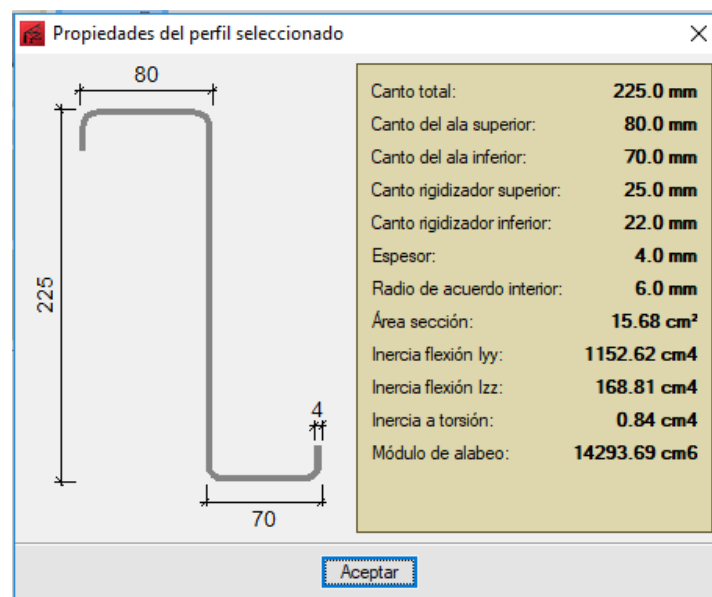 Propiedades del perfil seleccionado
80
225
4
70
Canto total: 225.0 mm
Canto del ala superior: 80.0 mm
Canto del ala inferior: 70.0 mm
Canto rigidizador superior: 25.0 mm
Canto rigidizador inferior: 22.0 mm
Espesor: 4.0 mm
Radio de acuerdo interior: 6.0 mm
Área sección: 15.68 cm²
Inercia flexión Iyy: 1152.62 cm4
Inercia flexión Izz: 168.81 cm4
Inercia a torsión: 0.84 cm4
Módulo de alabeo: 14293.69 cm6
Aceptar